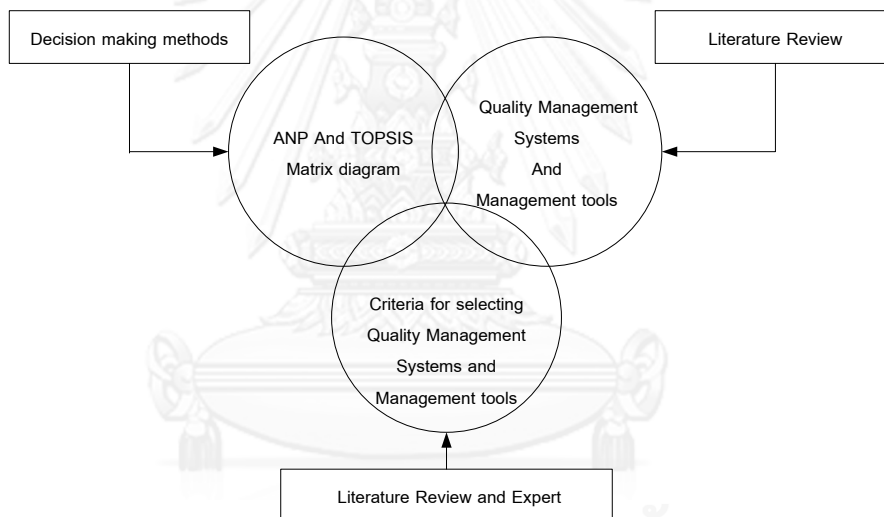 Decision making methods
Literature Review
ANP And TOPSIS
Matrix diagram
Quality Management
Systems
And
Management tools
Criteria for selecting
Quality Management
Systems and
Management tools
Literature Review and Expert